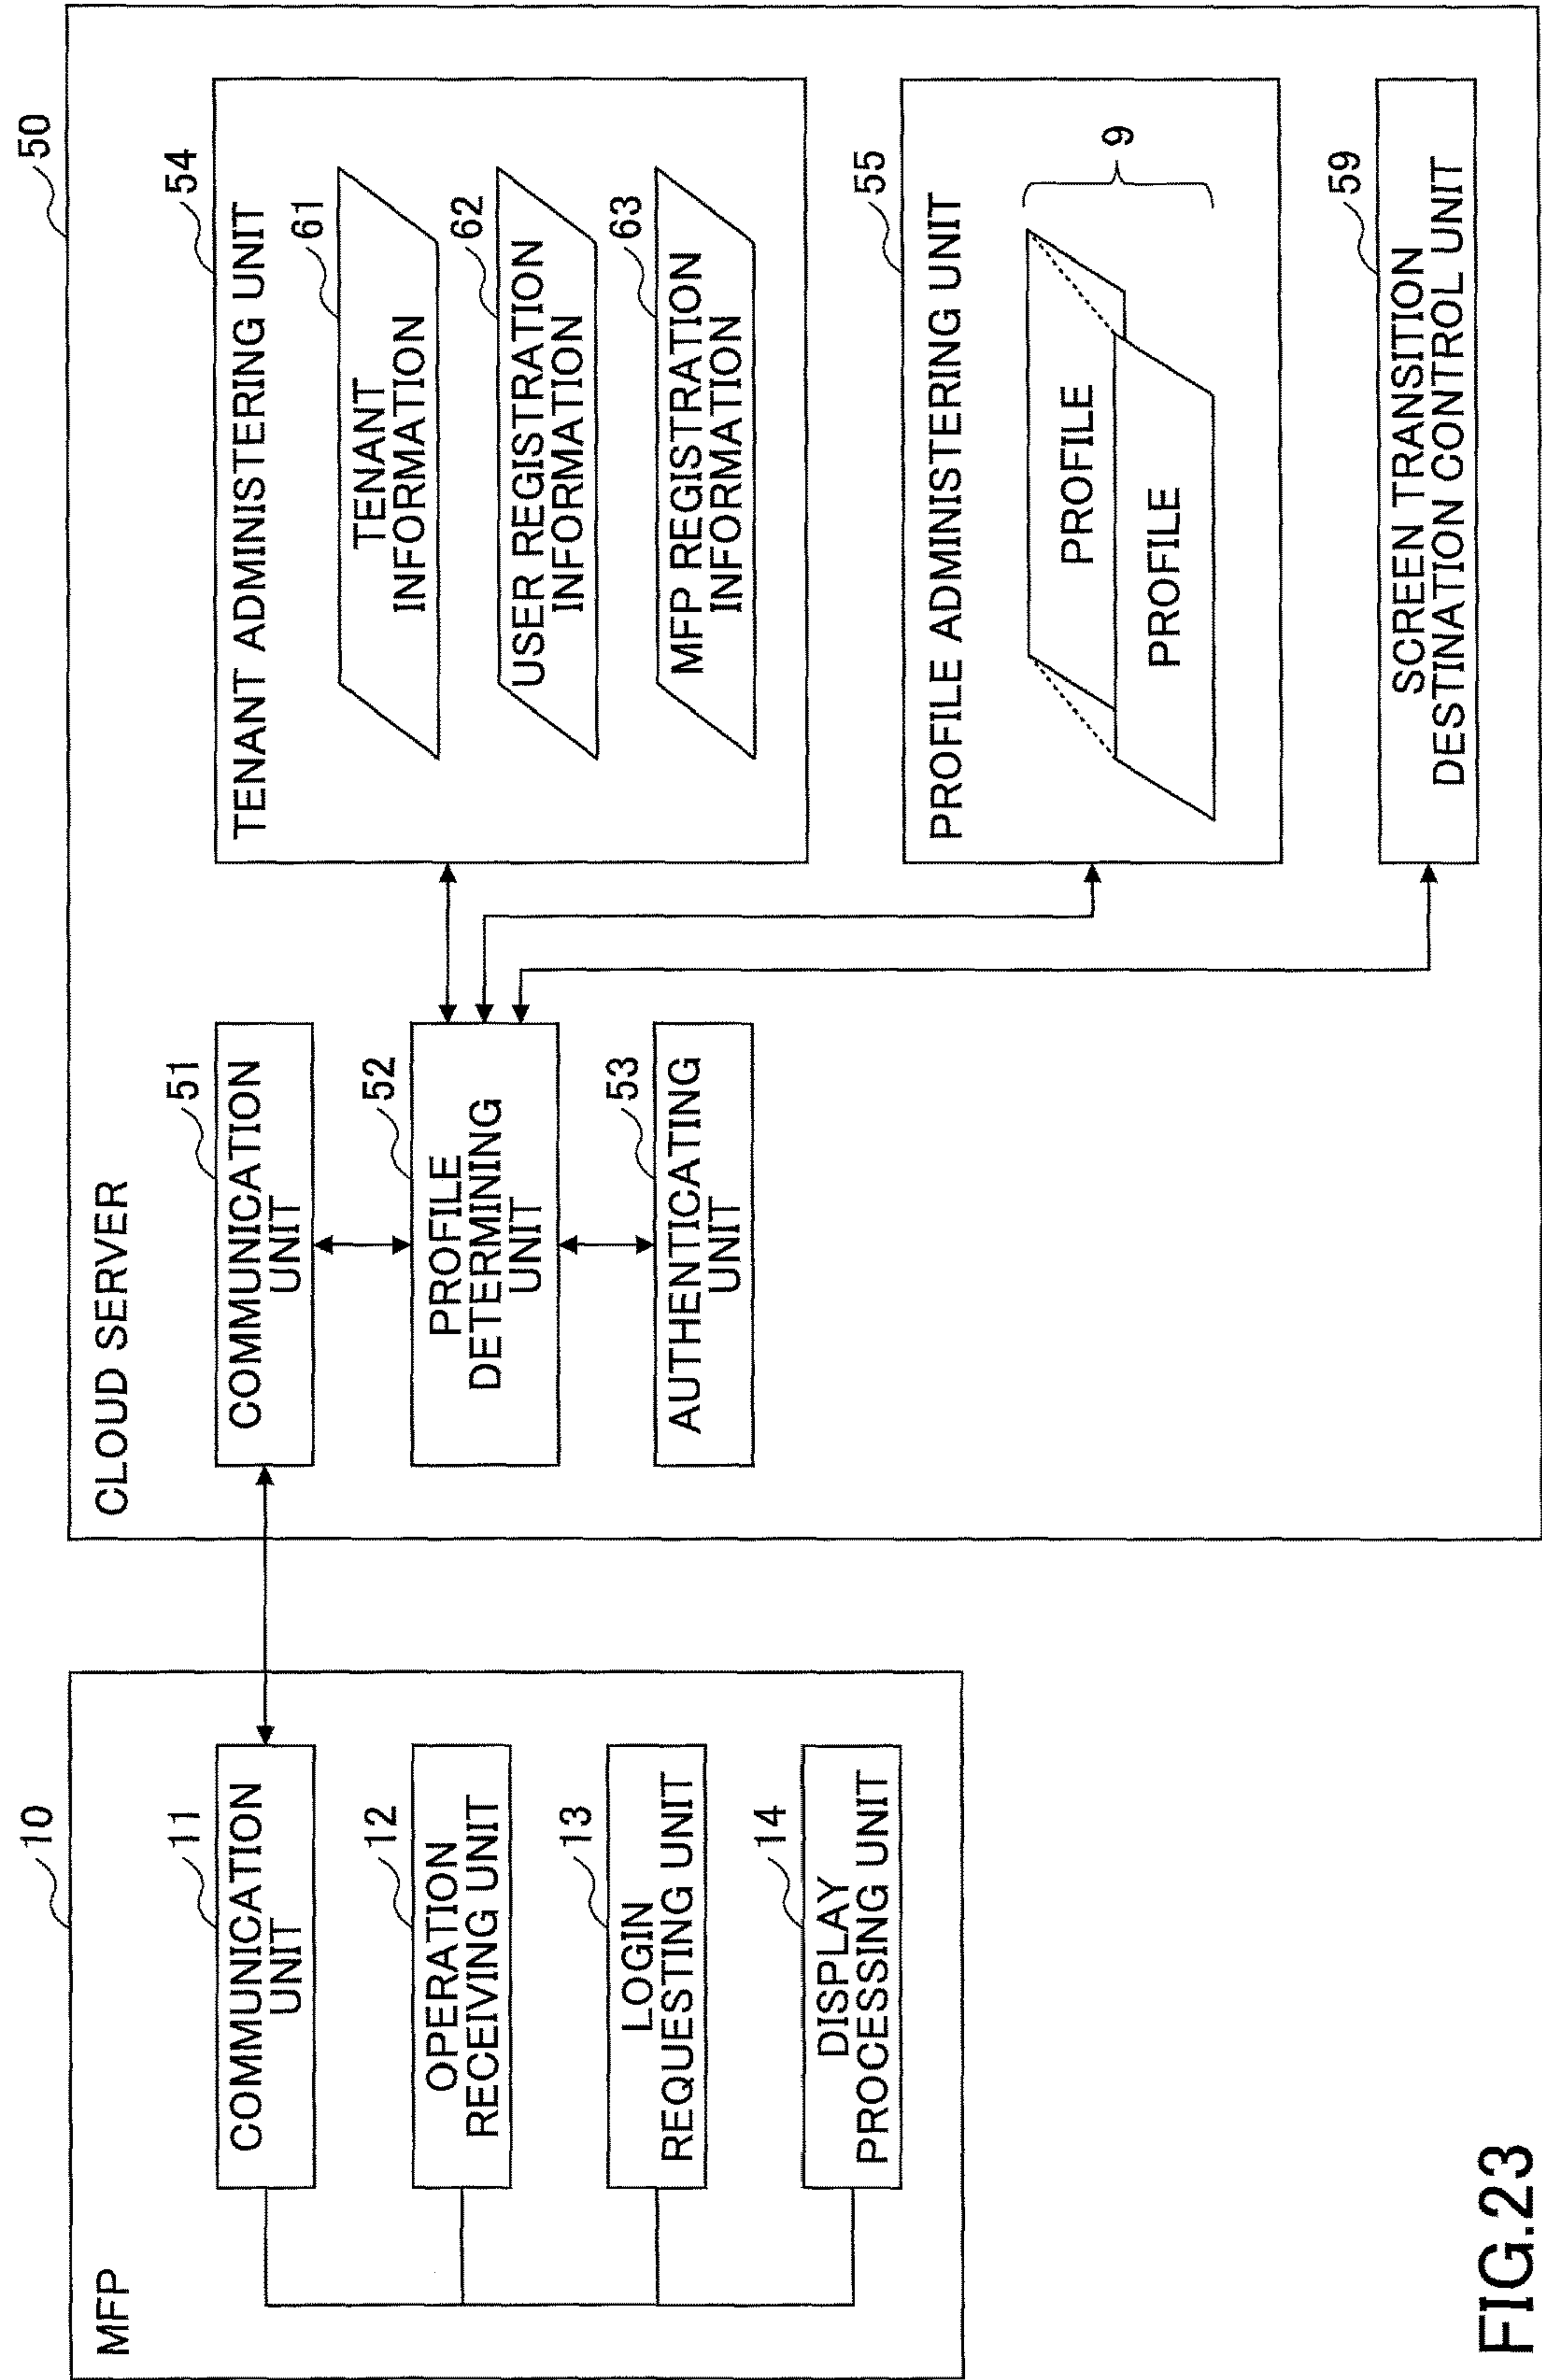 10
MFP
11
COMMUNICATION
UNIT
12
OPERATION
RECEIVING UNIT
13
LOGIN
REQUESTING UNIT
14
DISPLAY
PROCESSING UNIT
50
CLOUD SERVER
51
COMMUNICATION
UNIT
52
PROFILE
DETERMINING
UNIT
53
AUTHENTICATING
UNIT
54
TENANT ADMINISTERING UNIT
61
TENANT
INFORMATION
62
USER REGISTRATION
INFORMATION
63
MFP REGISTRATION
INFORMATION
55
PROFILE ADMINISTERING UNIT
9
PROFILE
PROFILE
59
SCREEN TRANSITION
DESTINATION CONTROL UNIT
FIG.23